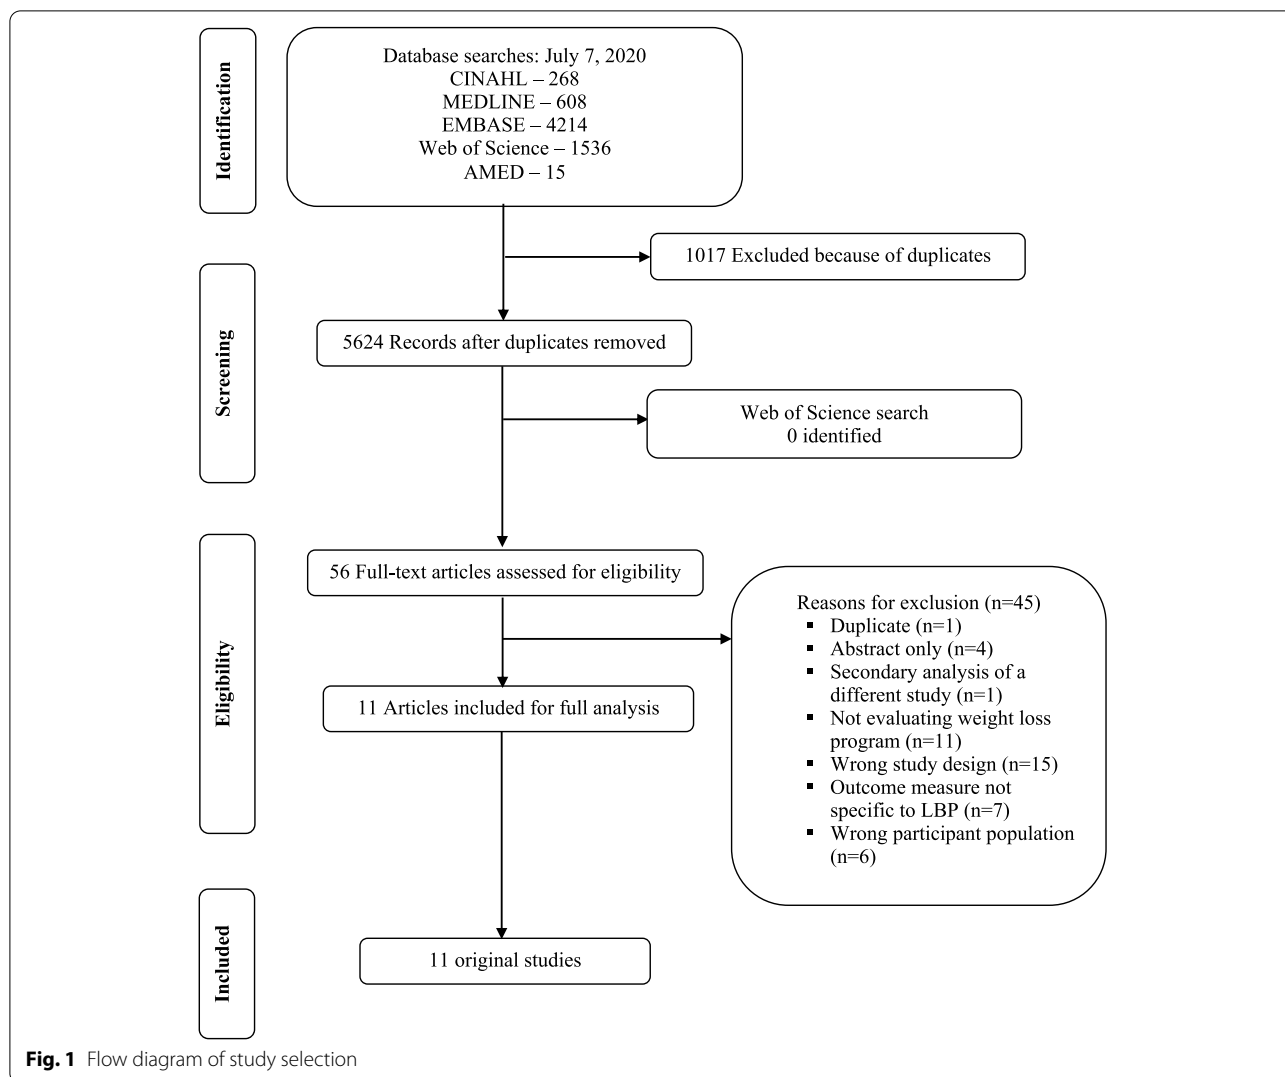 Identification
Database searches: July 7, 2020
CINAHL – 268
MEDLINE – 608
EMBASE – 4214
Web of Science – 1536
AMED – 15
1017 Excluded because of duplicates
Screening
5624 Records after duplicates removed
Web of Science search
0 identified
Eligibility
56 Full-text articles assessed for eligibility
Reasons for exclusion (n=45)
▪ Duplicate (n=1)
▪ Abstract only (n=4)
▪ Secondary analysis of a
different study (n=1)
▪ Not evaluating weight loss
program (n=11)
▪ Wrong study design (n=15)
▪ Outcome measure not
specific to LBP (n=7)
▪ Wrong participant population
(n=6)
11 Articles included for full analysis
Included
11 original studies
Fig. 1 Flow diagram of study selection